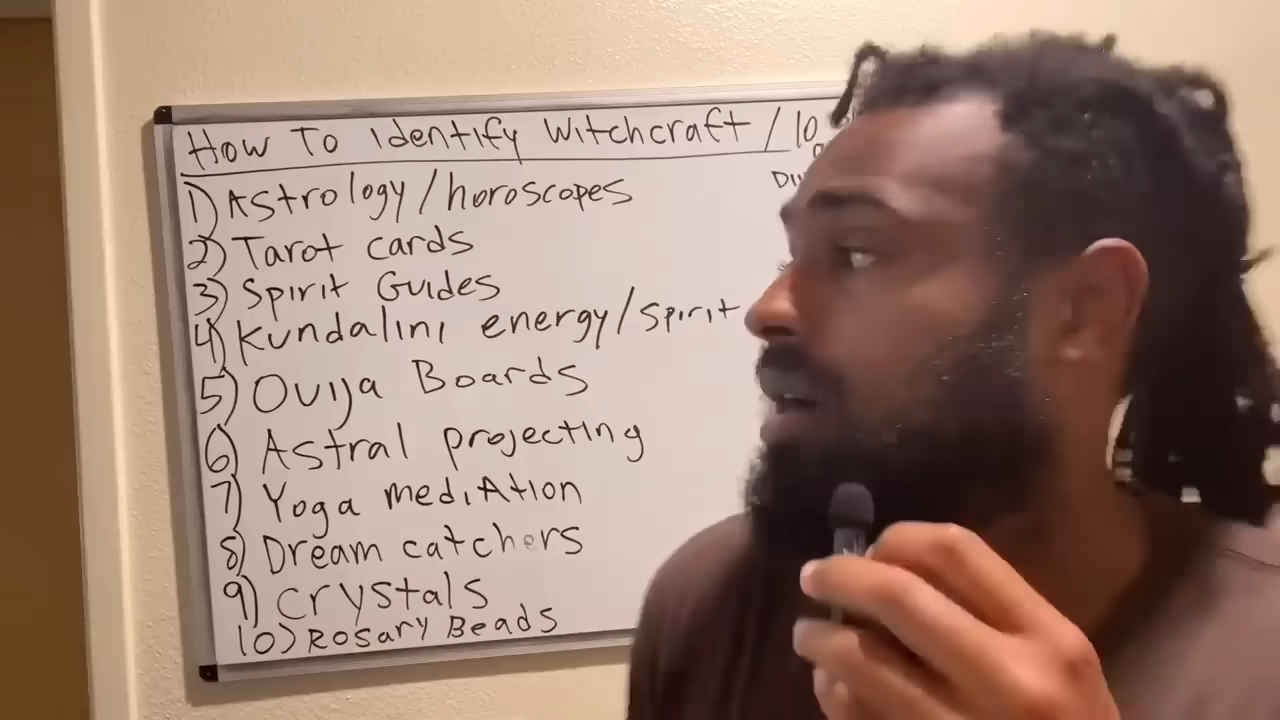 How To Identify Witchcraft / 10
1) Astrology/horoscopes
2) Tarot cards
3) Spirit Guides
4) Kundalini energy/spirit
5) Ouija Boards
6) Astral projecting
7) Yoga mediAtion
8) Dream catchers
9) crystals
10) Rosary Beads